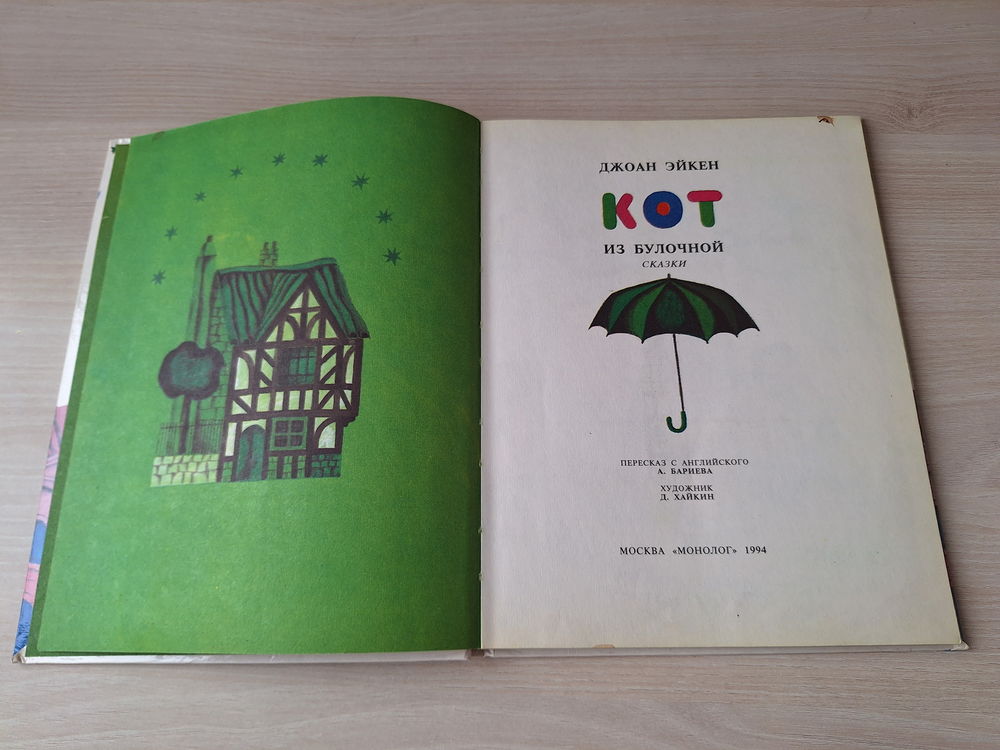 ДЖОАН ЭЙКЕН
КОТ
ИЗ БУЛОЧНОЙ
СКАЗКИ
ПЕРЕСКАЗ С АНГЛИЙСКОГО
А. БАРИЕВА
ХУДОЖНИК
Д. ХАЙКИН
МОСКВА «МОНОЛОГ» 1994